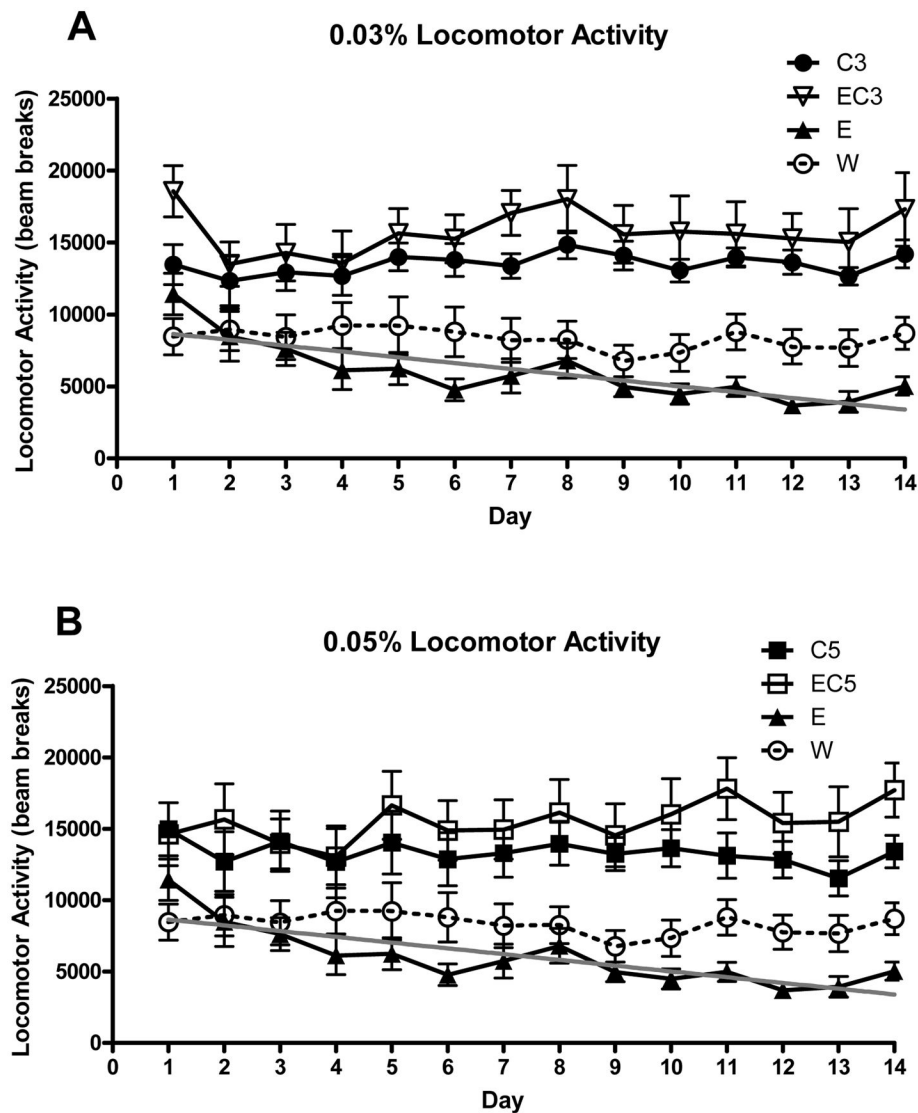 A
0.03% Locomotor Activity
C3
EC3
E
W
Locomotor Activity (beam breaks)
25000
20000
15000
10000
5000
0
0 1 2 3 4 5 6 7 8 9 10 11 12 13 14
Day
B
0.05% Locomotor Activity
C5
EC5
E
W
Locomotor Activity (beam breaks)
25000
20000
15000
10000
5000
0
0 1 2 3 4 5 6 7 8 9 10 11 12 13 14
Day